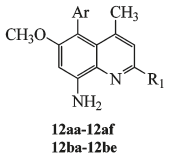 Ar CH₃
CH₃O
N R₁
NH₂
12aa-12af
12ba-12be